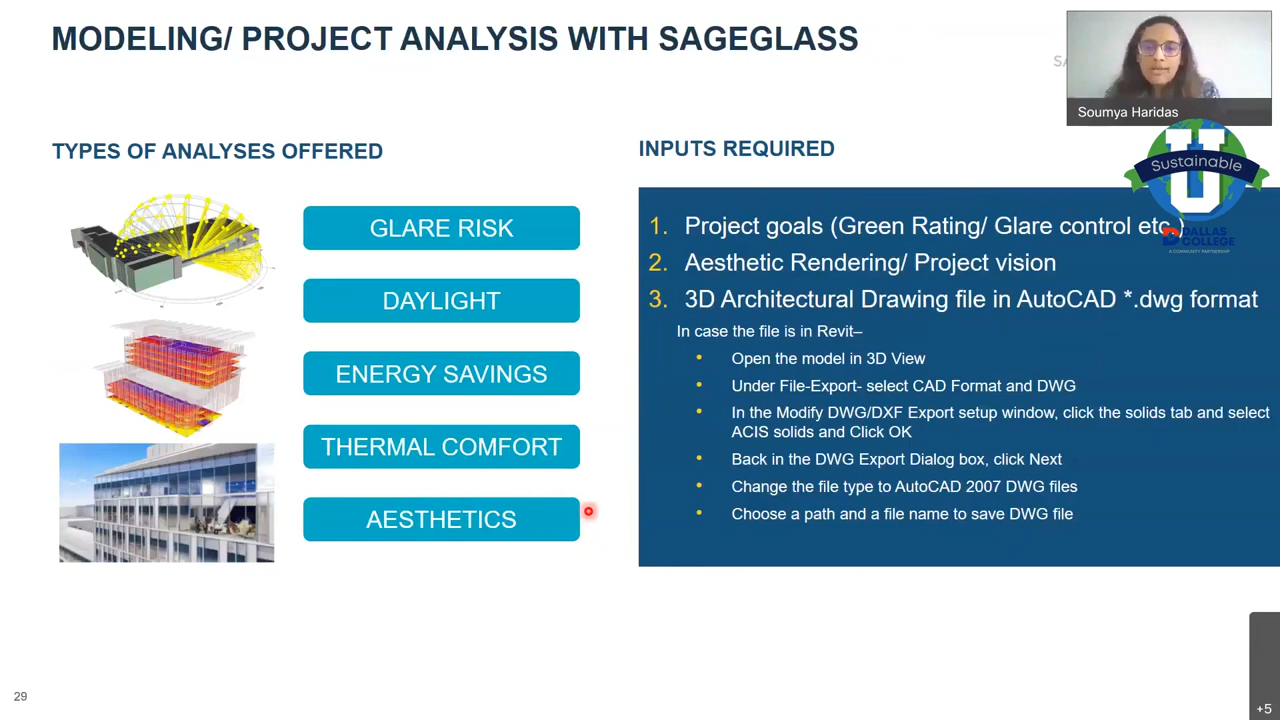 MODELING/ PROJECT ANALYSIS WITH SAGEGLASS
SA
Soumya Haridas
TYPES OF ANALYSES OFFERED
GLARE RISK
DAYLIGHT
ENERGY SAVINGS
THERMAL COMFORT
AESTHETICS
INPUTS REQUIRED
U
Sustainable
DALLAS
COLLEGE
A COMMUNITY PARTNERSHIP
1. Project goals (Green Rating/ Glare control etc.)
2. Aesthetic Rendering/ Project vision
3. 3D Architectural Drawing file in AutoCAD *.dwg format
In case the file is in Revit–
• Open the model in 3D View
• Under File-Export- select CAD Format and DWG
• In the Modify DWG/DXF Export setup window, click the solids tab and select
ACIS solids and Click OK
• Back in the DWG Export Dialog box, click Next
• Change the file type to AutoCAD 2007 DWG files
• Choose a path and a file name to save DWG file
29
+5